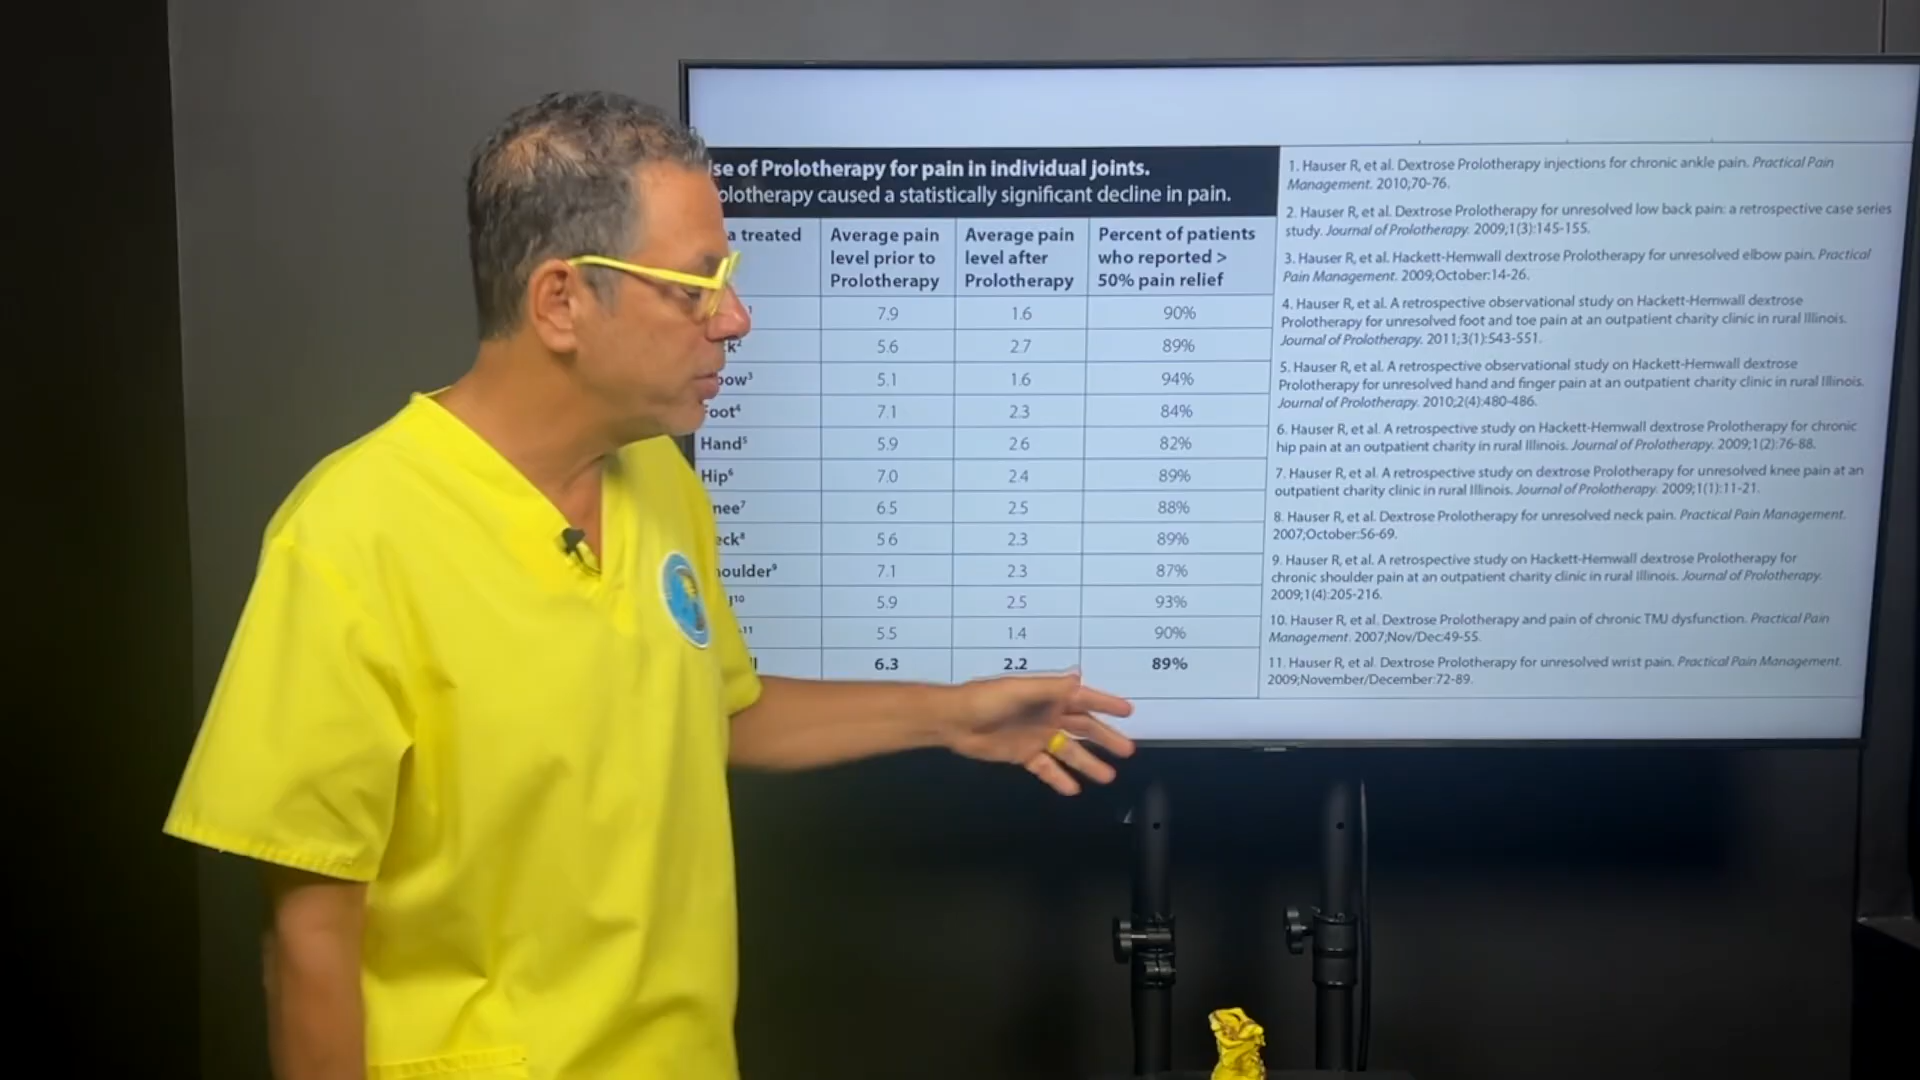 se of Prolotherapy for pain in individual joints.
olotherapy caused a statistically significant decline in pain.
a treated
Average pain
level prior to
Prolotherapy
Average pain
level after
Prolotherapy
Percent of patients
who reported >
50% pain relief
1 7.9 1.6 90%
k2 5.6 2.7 89%
bow3 5.1 1.6 94%
Foot4 7.1 2.3 84%
Hand5 5.9 2.6 82%
Hip6 7.0 2.4 89%
nee7 6.5 2.5 88%
eck8 5.6 2.3 89%
houlder9 7.1 2.3 87%
J10 5.9 2.5 93%
11 5.5 1.4 90%
ll 6.3 2.2 89%
1. Hauser R, et al. Dextrose Prolotherapy injections for chronic ankle pain. Practical Pain
Management. 2010;70-76.
2. Hauser R, et al. Dextrose Prolotherapy for unresolved low back pain: a retrospective case series
study. Journal of Prolotherapy. 2009;1(3):145-155.
3. Hauser R, et al. Hackett-Hemwall dextrose Prolotherapy for unresolved elbow pain. Practical
Pain Management. 2009;October:14-26.
4. Hauser R, et al. A retrospective observational study on Hackett-Hemwall dextrose
Prolotherapy for unresolved foot and toe pain at an outpatient charity clinic in rural Illinois.
Journal of Prolotherapy. 2011;3(1):543-551.
5. Hauser R, et al. A retrospective observational study on Hackett-Hemwall dextrose
Prolotherapy for unresolved hand and finger pain at an outpatient charity clinic in rural Illinois.
Journal of Prolotherapy. 2010;2(4):480-486.
6. Hauser R, et al. A retrospective study on Hackett-Hemwall dextrose Prolotherapy for chronic
hip pain at an outpatient charity in rural Illinois. Journal of Prolotherapy. 2009;1(2):76-88.
7. Hauser R, et al. A retrospective study on dextrose Prolotherapy for unresolved knee pain at an
outpatient charity clinic in rural Illinois. Journal of Prolotherapy. 2009;1(1):11-21.
8. Hauser R, et al. Dextrose Prolotherapy for unresolved neck pain. Practical Pain Management.
2007;October:56-69.
9. Hauser R, et al. A retrospective study on Hackett-Hemwall dextrose Prolotherapy for
chronic shoulder pain at an outpatient charity clinic in rural Illinois. Journal of Prolotherapy.
2009;1(4):205-216.
10. Hauser R, et al. Dextrose Prolotherapy and pain of chronic TMJ dysfunction. Practical Pain
Management. 2007;Nov/Dec:49-55.
11. Hauser R, et al. Dextrose Prolotherapy for unresolved wrist pain. Practical Pain Management.
2009;November/December:72-89.